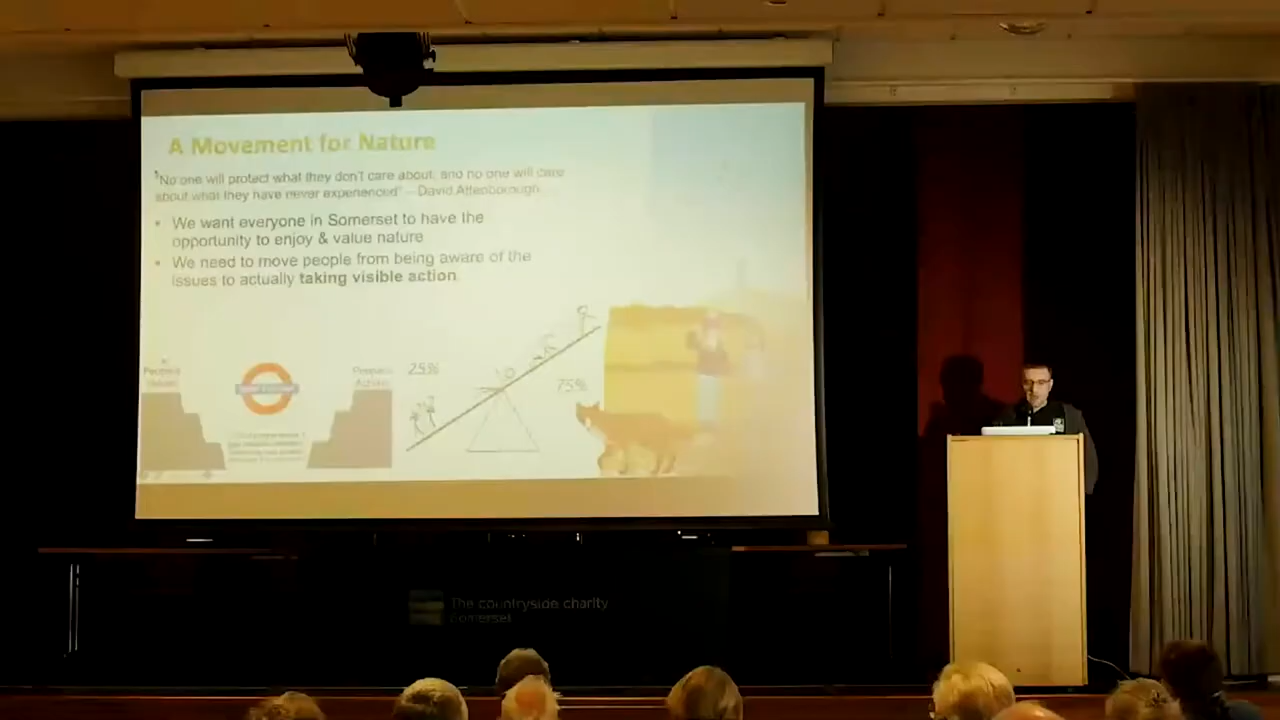 A Movement for Nature
"No one will protect what they don't care about; and no one will care
about what they have never experienced" – David Attenborough
• We want everyone in Somerset to have the
opportunity to enjoy & value nature
• We need to move people from being aware of the
issues to actually taking visible action.
People's
People's
Action
25%
75%
The countryside charity
Somerset